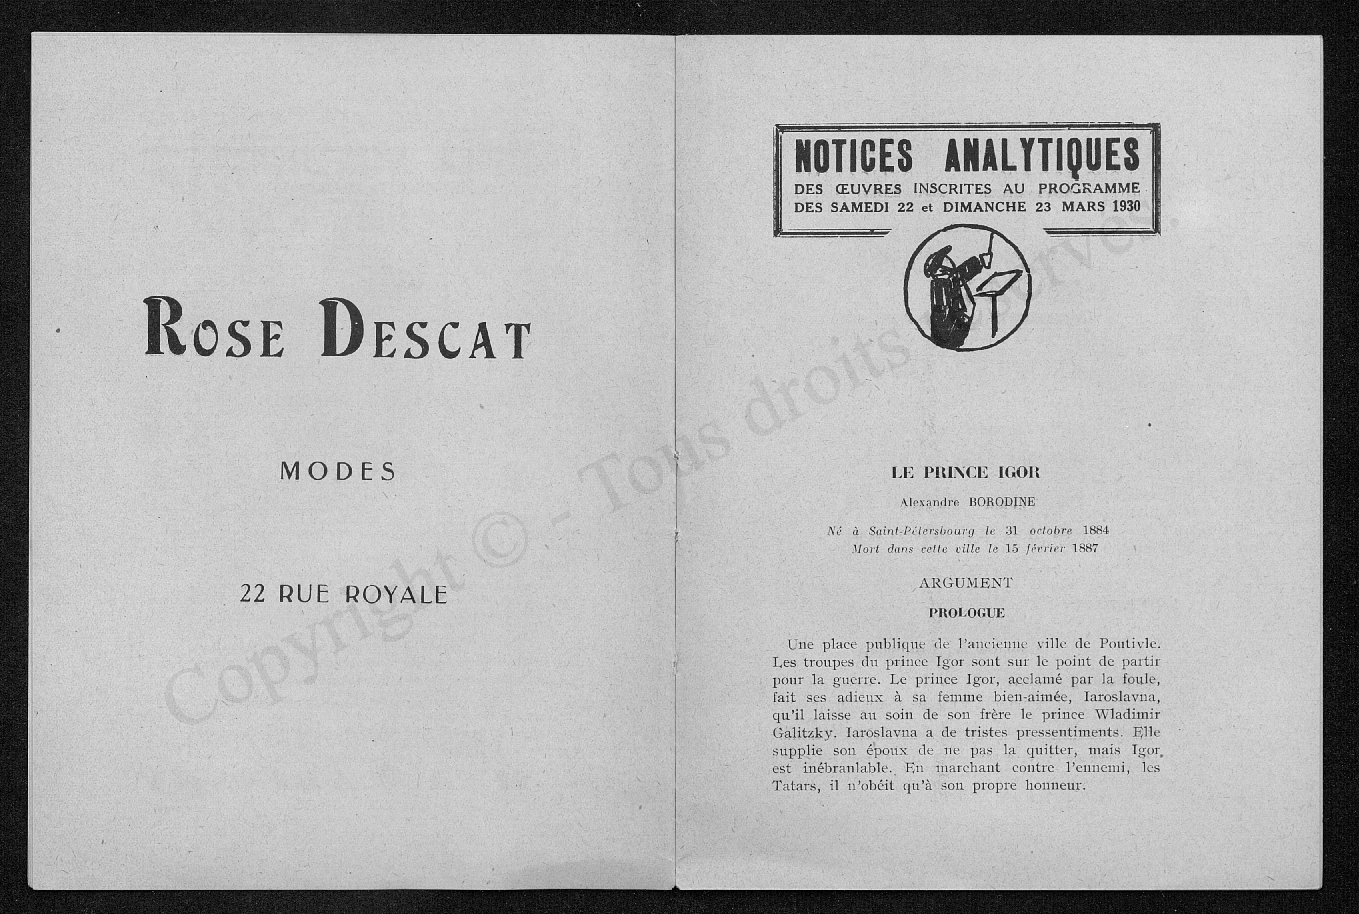 ROSE DESCAT
MODES
22 RUE ROYALE
NOTICES ANALYTIQUES
DES ŒUVRES INSCRITES AU PROGRAMME
DES SAMEDI 22 et DIMANCHE 23 MARS 1930
LE PRINCE IGOR
Alexandre BORODINE
Né à Saint-Pétersbourg le 31 octobre 1884
Mort dans cette ville le 15 février 1887
ARGUMENT
PROLOGUE
Une place publique de l'ancienne ville de Poutivle.
Les troupes du prince Igor sont sur le point de partir
pour la guerre. Le prince Igor, acclamé par la foule,
fait ses adieux à sa femme bien-aimée, Iaroslavna,
qu'il laisse au soin de son frère le prince Wladimir
Galitzky. Iaroslavna a de tristes pressentiments. Elle
supplie son époux de ne pas la quitter, mais Igor
est inébranlable. En marchant contre l'ennemi, les
Tatars, il n'obéit qu'à son propre honneur.
Copyright © - Tous droits réservés.